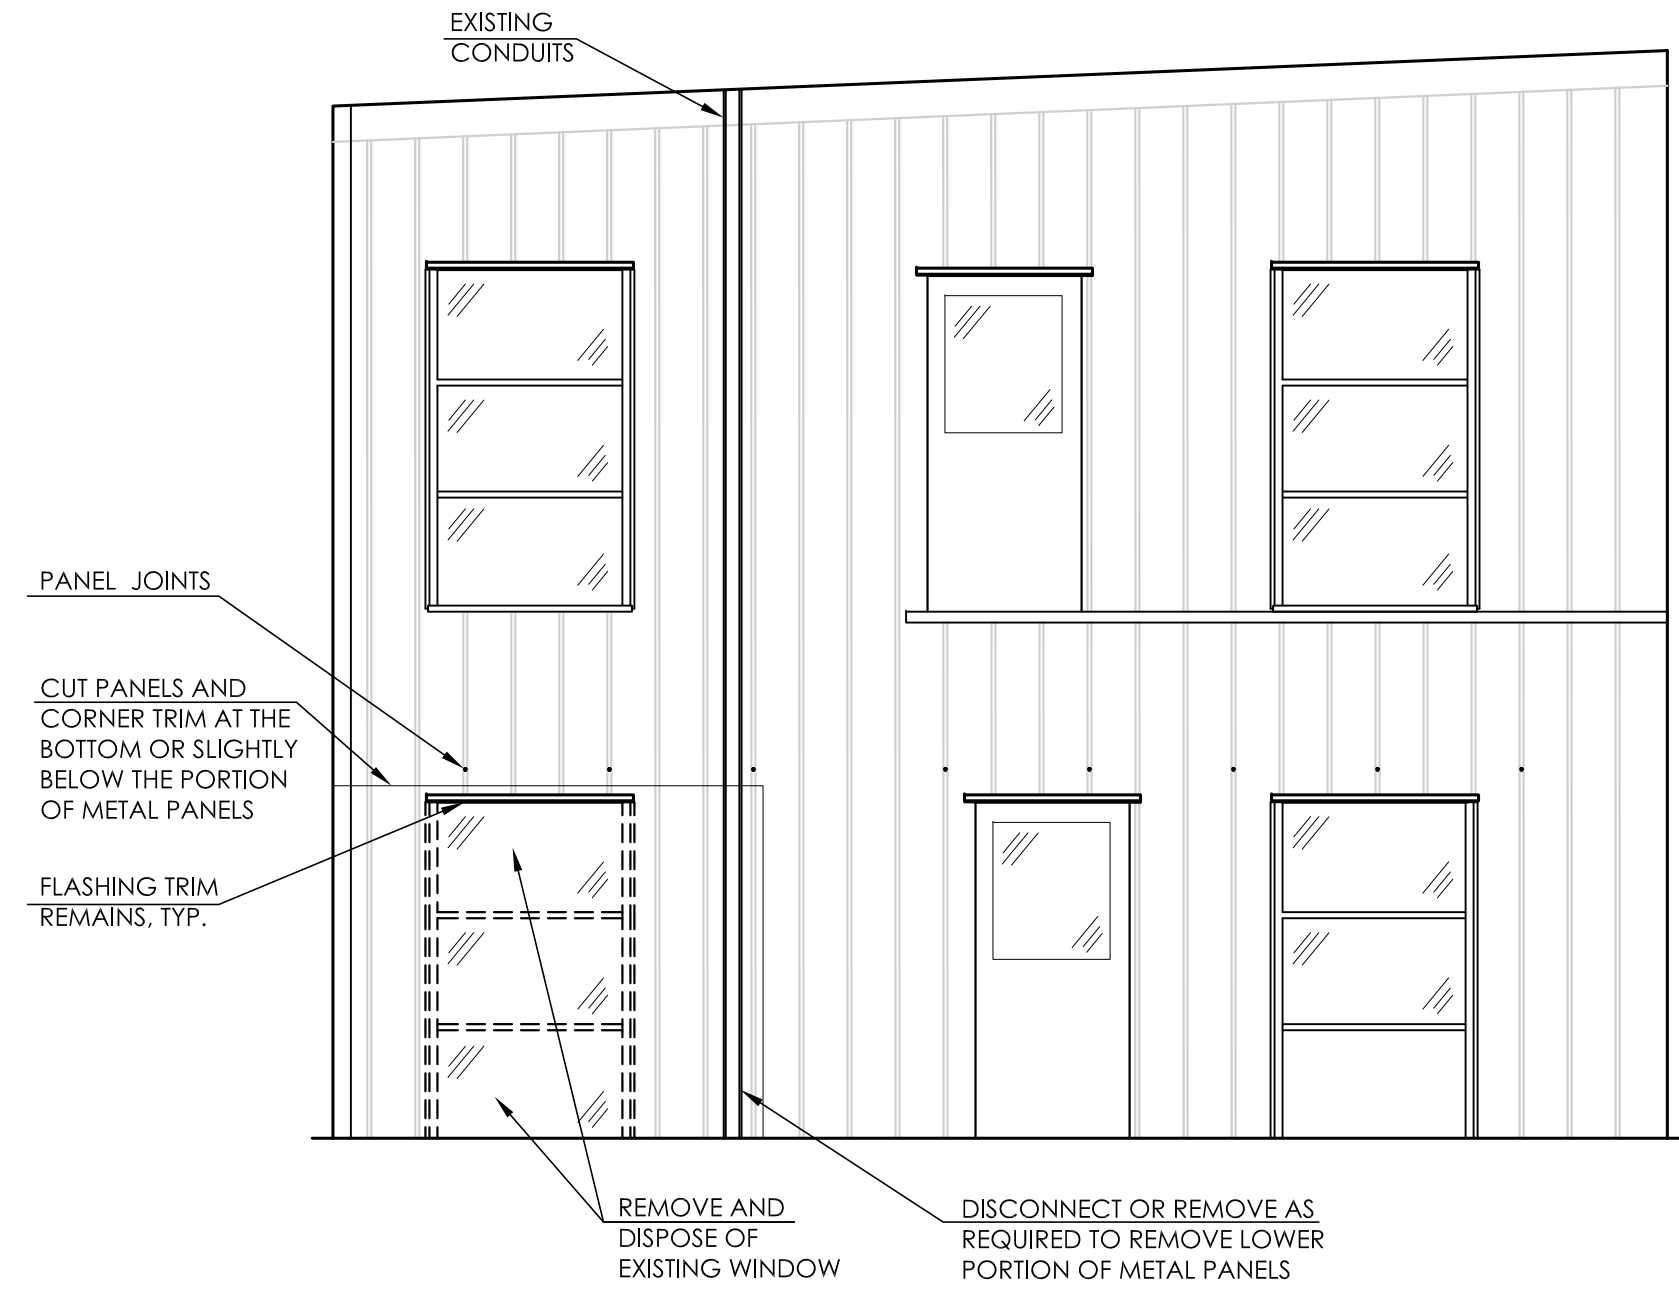 EXISTING
CONDUITS
PANEL JOINTS
CUT PANELS AND
CORNER TRIM AT THE
BOTTOM OR SLIGHTLY
BELOW THE PORTION
OF METAL PANELS
FLASHING TRIM
REMAINS, TYP.
REMOVE AND
DISPOSE OF
EXISTING WINDOW
DISCONNECT OR REMOVE AS
REQUIRED TO REMOVE LOWER
PORTION OF METAL PANELS